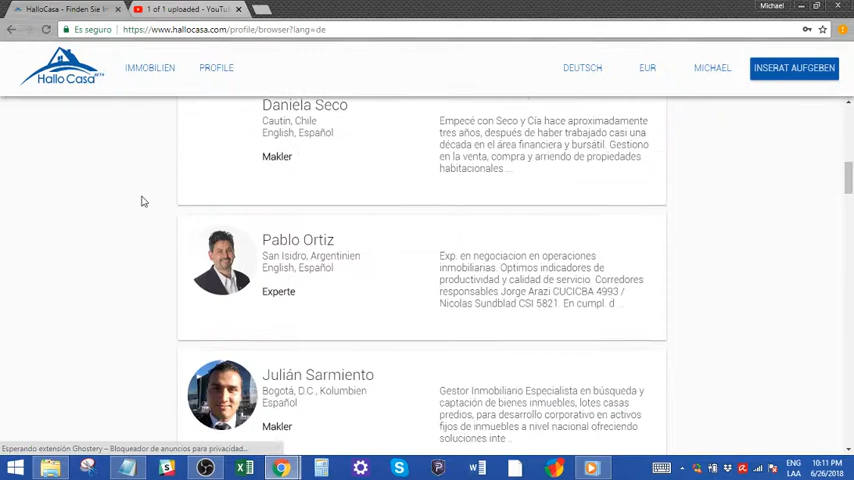 HalloCasa - Finden Sie Im
1 of 1 uploaded - YouTu
Michael
Es seguro
https://www.hallocasa.com/profile/browser?lang=de
Hallo Casa
IMMOBILIEN
PROFILE
DEUTSCH
EUR
MICHAEL
INSERAT AUFGEBEN
Daniela Seco
Cautin, Chile
English, Español
Makler
Empecé con Seco y Cía hace aproximadamente
tres años, después de haber trabajado casi una
década en el área financiera y bursátil. Gestiono
en la venta, compra y arriendo de propiedades
habitacionales ...
Pablo Ortiz
San Isidro, Argentinien
English, Español
Experte
Exp. en negociacion en operaciones
inmobiliarias. Optimos indicadores de
productividad y calidad de servicio. Corredores
responsables Jorge Arazi CUCICBA 4993 /
Nicolas Sundblad CSI 5821. En cumpl. d ...
Julián Sarmiento
Bogotá, D.C., Kolumbien
Español
Makler
Gestor Inmobiliario Especialista en búsqueda y
captación de bienes inmuebles, lotes casas
predios, para desarrollo corporativo en activos
fijos de inmuebles a nivel nacional ofreciendo
soluciones inte ...
Esperando extensión Ghostery – Bloqueador de anuncios para privacidad...
ENG
LAA
10:11 PM
6/26/2018